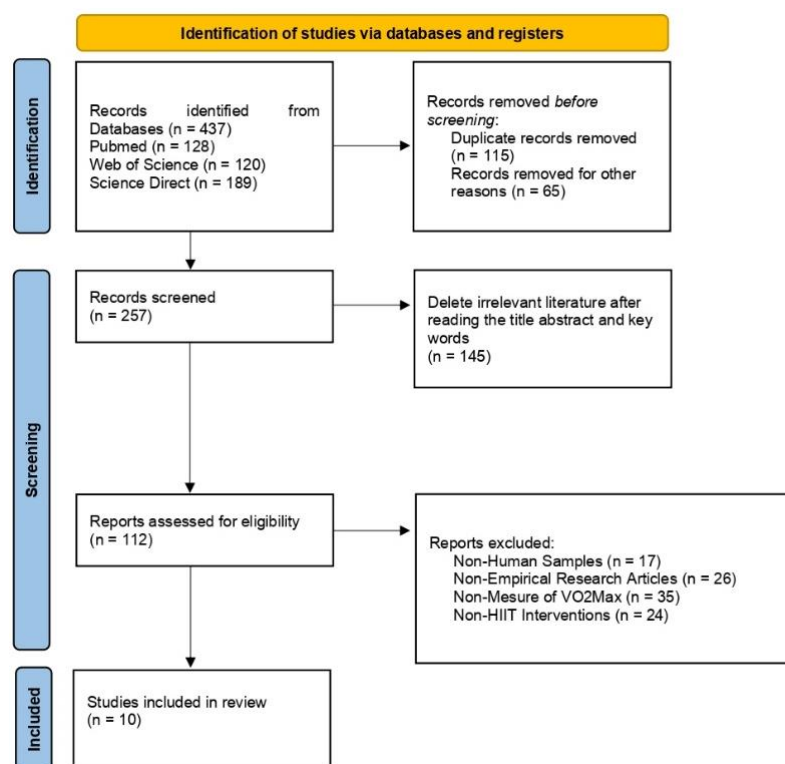 Identification of studies via databases and registers
Identification
Records identified from
Databases (n = 437)
Pubmed (n = 128)
Web of Science (n = 120)
Science Direct (n = 189)
Records removed before
screening:
Duplicate records removed
(n = 115)
Records removed for other
reasons (n = 65)
Screening
Records screened
(n = 257)
Delete irrelevant literature after
reading the title abstract and key
words
(n = 145)
Reports assessed for eligibility
(n = 112)
Reports excluded:
Non-Human Samples (n = 17)
Non-Empirical Research Articles (n = 26)
Non-Mesure of VO2Max (n = 35)
Non-HIIT Interventions (n = 24)
Included
Studies included in review
(n = 10)